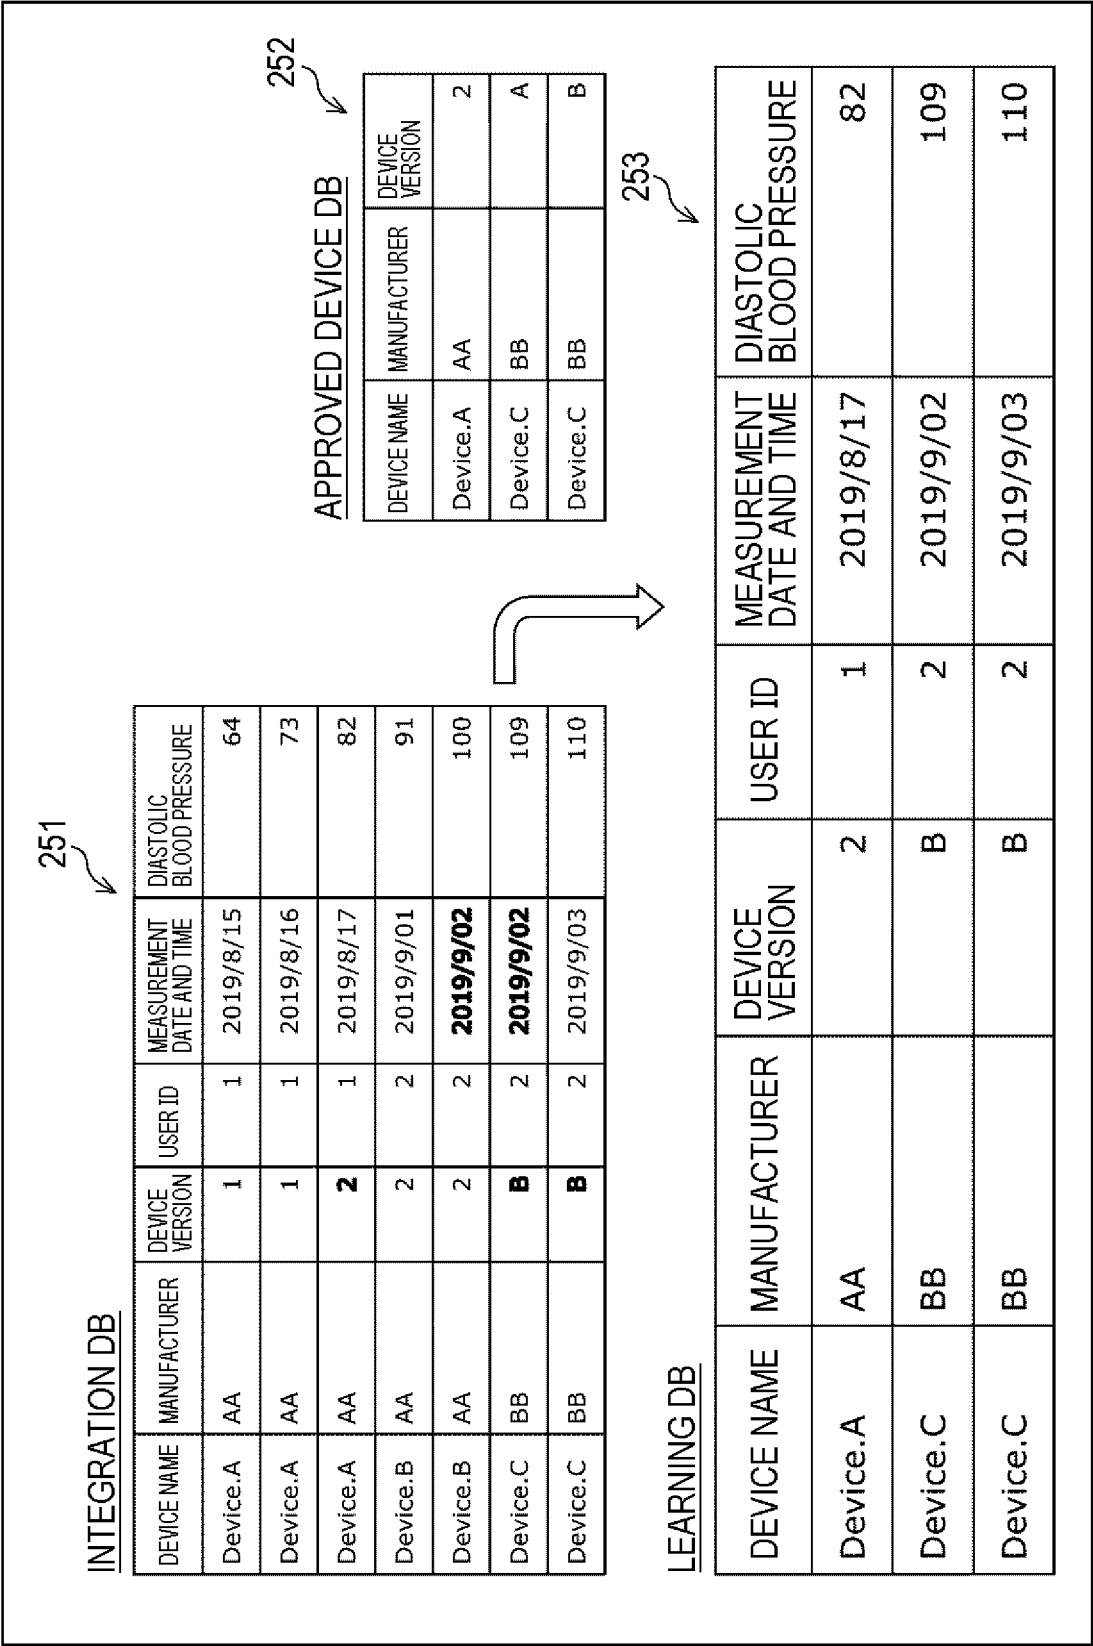 INTEGRATION DB
251
DEVICE NAME MANUFACTURER DEVICE VERSION USER ID MEASUREMENT DATE AND TIME DIASTOLIC BLOOD PRESSURE
Device.A AA 1 1 2019/8/15 64
Device.A AA 1 1 2019/8/16 73
Device.A AA 2 1 2019/8/17 82
Device.B AA 2 2 2019/9/01 91
Device.B AA 2 2 2019/9/02 100
Device.C BB B 2 2019/9/02 109
Device.C BB B 2 2019/9/03 110
APPROVED DEVICE DB
252
DEVICE NAME MANUFACTURER DEVICE VERSION
Device.A AA 2
Device.C BB A
Device.C BB B
LEARNING DB
253
DEVICE NAME MANUFACTURER DEVICE VERSION USER ID MEASUREMENT DATE AND TIME DIASTOLIC BLOOD PRESSURE
Device.A AA 2 1 2019/8/17 82
Device.C BB B 2 2019/9/02 109
Device.C BB B 2 2019/9/03 110